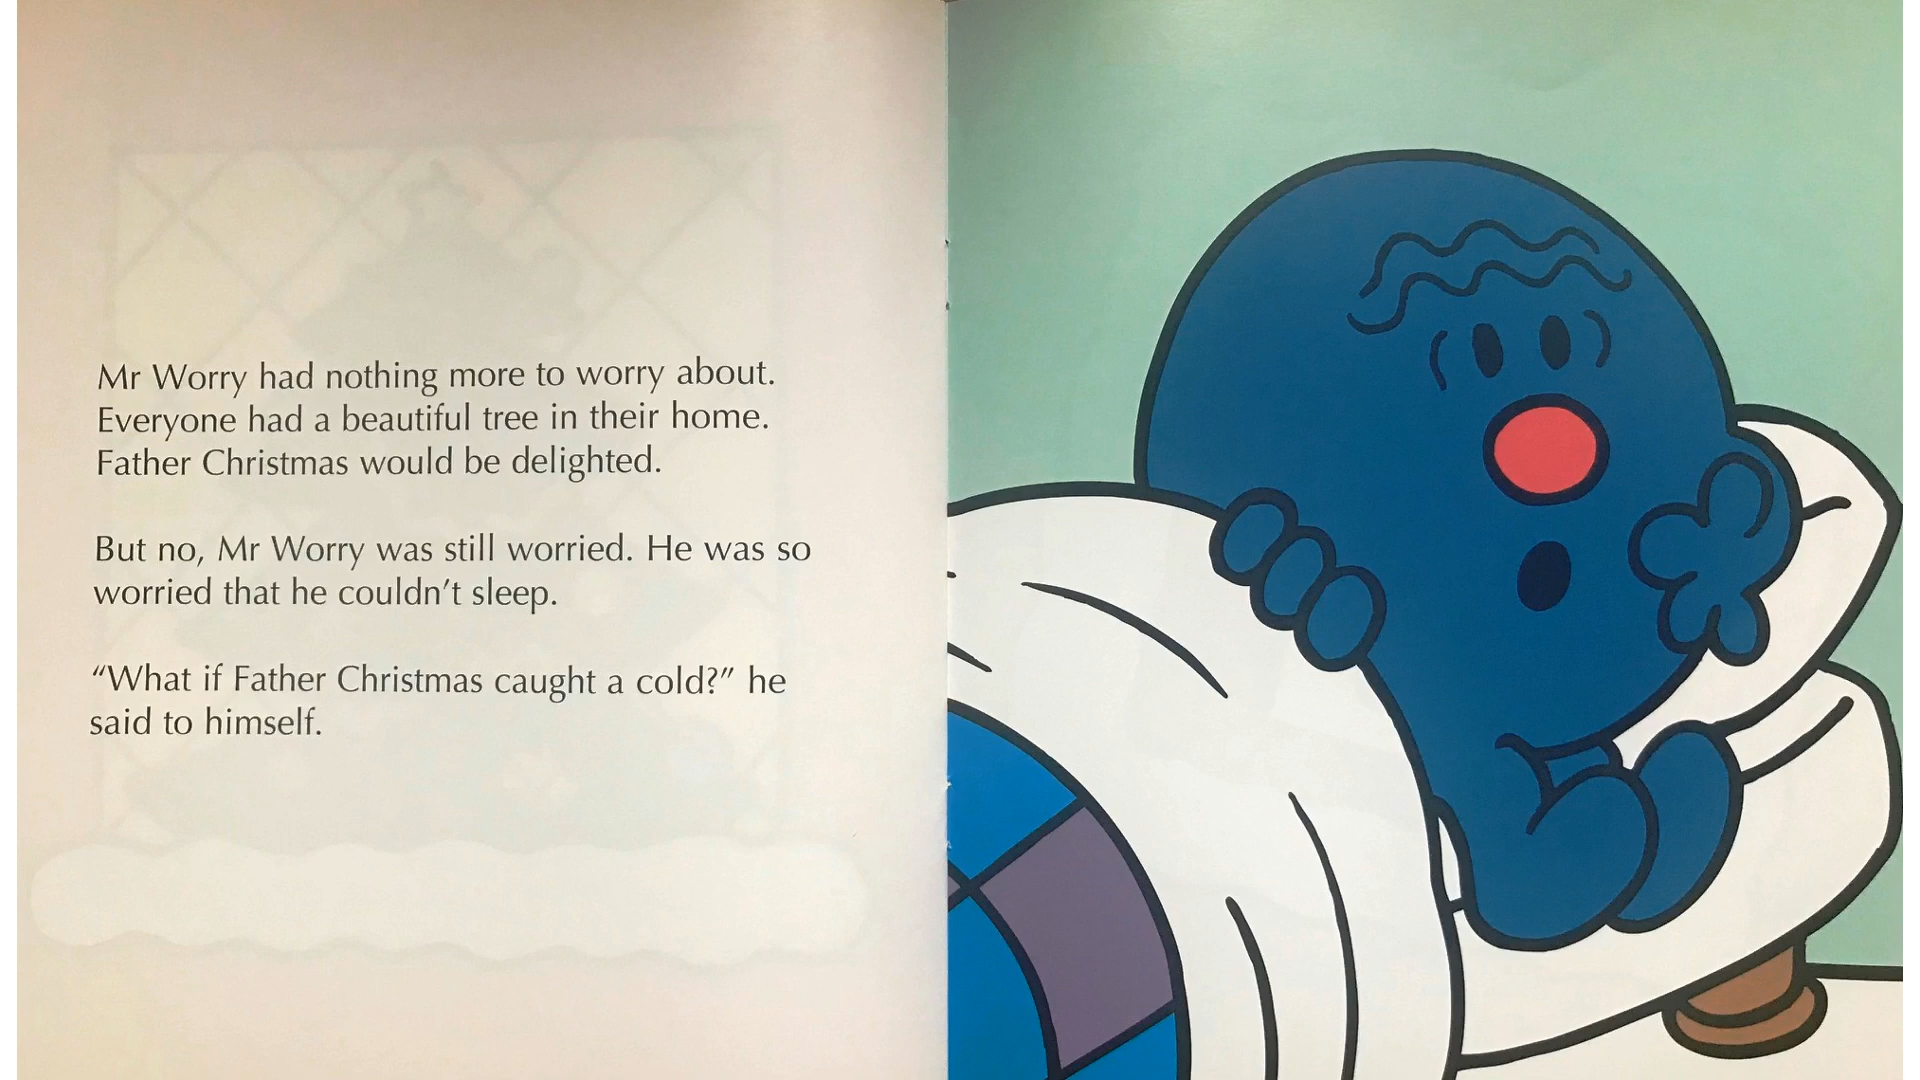 Mr Worry had nothing more to worry about.
Everyone had a beautiful tree in their home.
Father Christmas would be delighted.
But no, Mr Worry was still worried. He was so
worried that he couldn’t sleep.
“What if Father Christmas caught a cold?” he
said to himself.